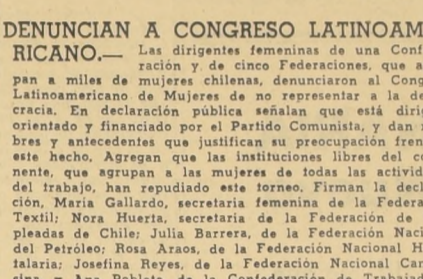 DENUNCIAN A CONGRESO LATINOAM
RICANO.— Las dirigentes femeninas de una Conf
ración y de cinco Federaciones, que a
pan a miles de mujeres chilenas, denunciaron al Cong
Latinoamericano de Mujeres de no representar a la de
cracia. En declaración pública señalan que está diri
orientado y financiado por el Partido Comunista, y dan n
bres y antecedentes que justifican su preocupación fren
este hecho. Agregan que las instituciones libres del co
nente, que agrupan a las mujeres de todas las activid
del trabajo, han repudiado este torneo. Firman la decl
ción, María Gallardo, secretaria femenina de la Federa
Textil; Nora Huerta, secretaria de la Federación de
pleadas de Chile; Julia Barrera, de la Federación Naci
del Petróleo; Rosa Araos, de la Federación Nacional H
talaria; Josefina Reyes, de la Federación Nacional Car